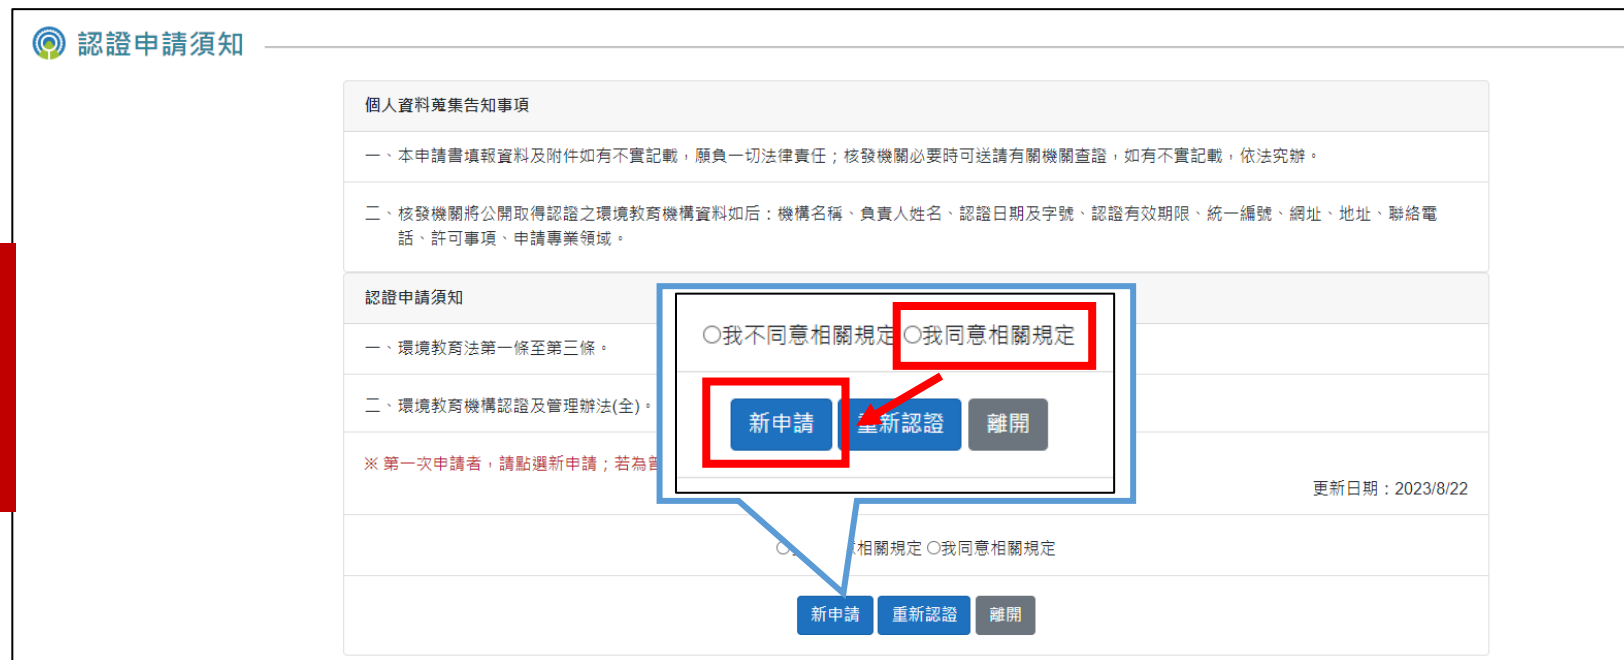 認證申請須知
個人資料蒐集告知事項
一、本申請書填報資料及附件如有不實記載，願負一切法律責任；核發機關必要時可送請有關機關查證，如有不實記載，依法究辦。
二、核發機關將公開取得認證之環境教育機構資料如后：機構名稱、負責人姓名、認證日期及字號、認證有效期限、統一編號、網址、地址、聯絡電
話、許可事項、申請專業領域。
認證申請須知
一、環境教育法第一條至第三條。
二、環境教育機構認證及管理辦法(全)。
※ 第一次申請者，請點選新申請；若為
○我不同意相關規定 ○我同意相關規定
新申請 重新認證 離開
更新日期：2023/8/22
相關規定 ○我同意相關規定
新申請 重新認證 離開